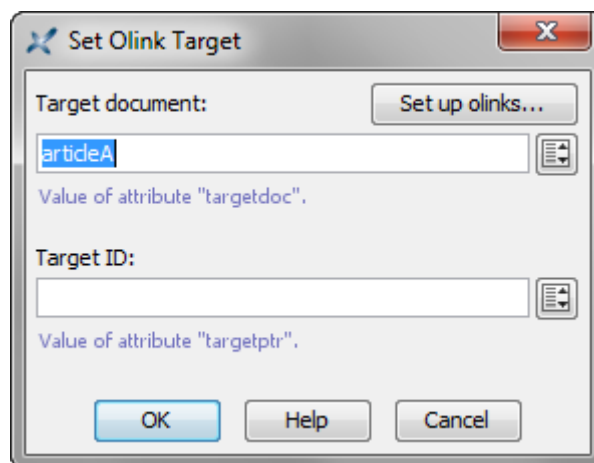 Set Olink Target
Target document:
Set up olinks...
articleA
Value of attribute "targetdoc".
Target ID:
Value of attribute "targetptr".
OK
Help
Cancel